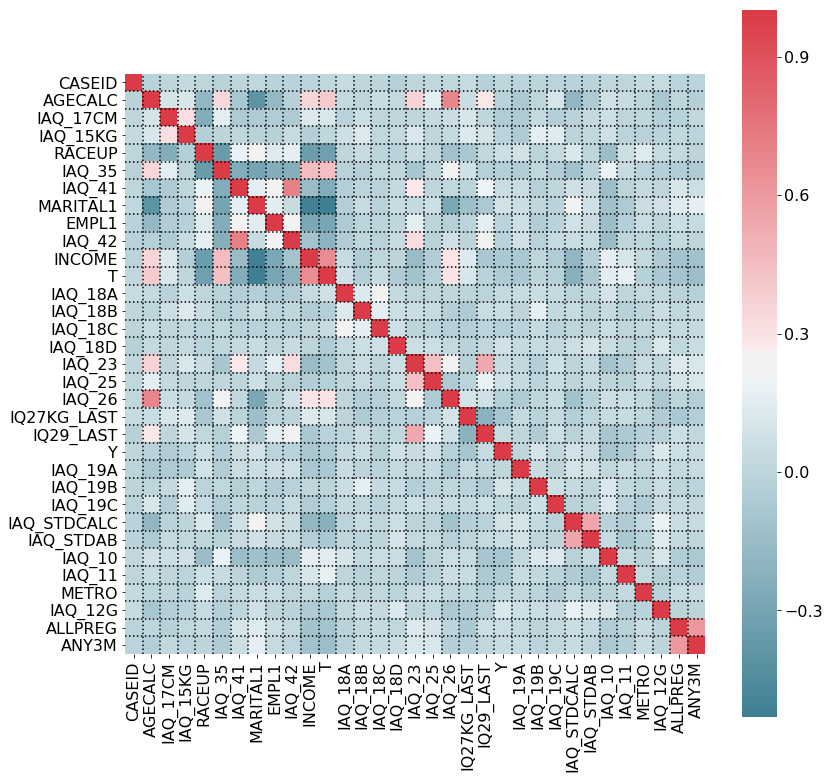 CASEID
AGECALC
IAQ_17CM
IAQ_15KG
RACEUP
IAQ_35
IAQ_41
MARITAL1
EMPL1
IAQ_42
INCOME
T
IAQ_18A
IAQ_18B
IAQ_18C
IAQ_18D
IAQ_23
IAQ_25
IAQ_26
IQ27KG_LAST
IQ29_LAST
Y
IAQ_19A
IAQ_19B
IAQ_19C
IAQ_STDCALC
IAQ_STDAB
IAQ_10
IAQ_11
METRO
IAQ_12G
ALLPREG
ANY3M
CASEID
AGECALC
IAQ_17CM
IAQ_15KG
RACEUP
IAQ_35
IAQ_41
MARITAL1
EMPL1
IAQ_42
INCOME
T
IAQ_18A
IAQ_18B
IAQ_18C
IAQ_18D
IAQ_23
IAQ_25
IAQ_26
IQ27KG_LAST
IQ29_LAST
Y
IAQ_19A
IAQ_19B
IAQ_19C
IAQ_STDCALC
IAQ_STDAB
IAQ_10
IAQ_11
METRO
IAQ_12G
ALLPREG
ANY3M
0.9
0.6
0.3
0.0
−0.3